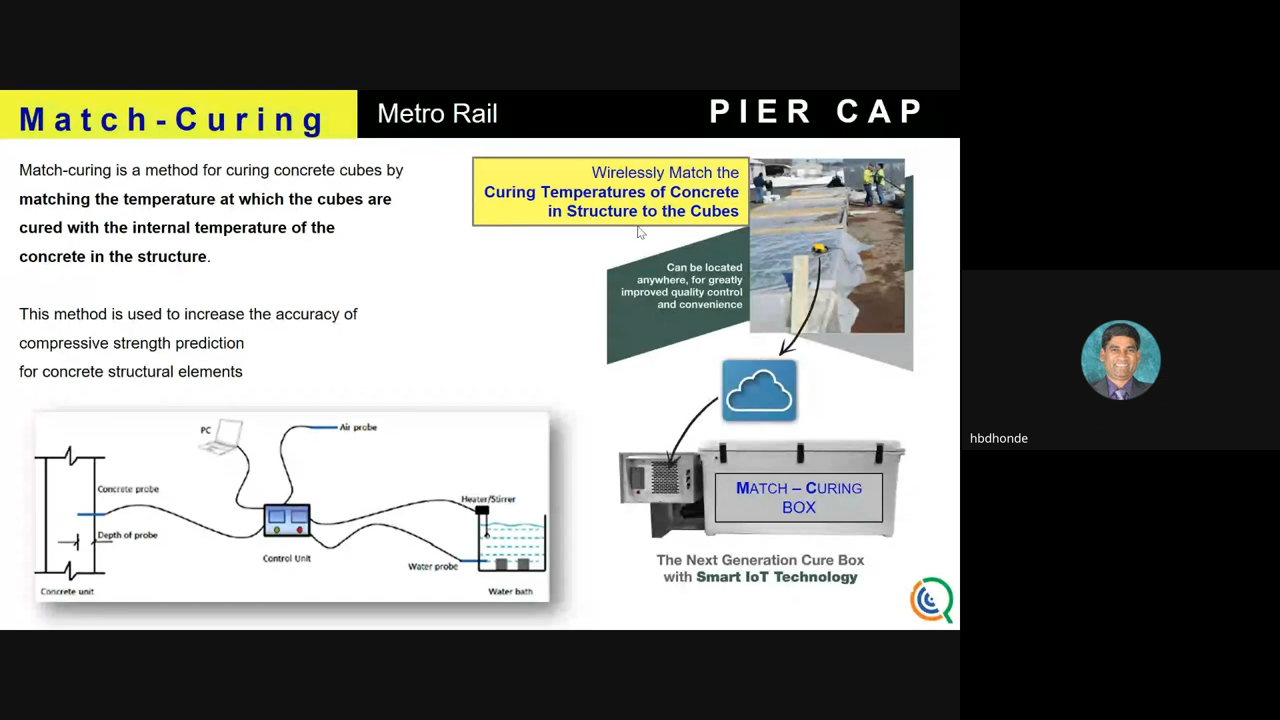 Match-Curing
Metro Rail
PIER CAP
Match-curing is a method for curing concrete cubes by
matching the temperature at which the cubes are
cured with the internal temperature of the
concrete in the structure.
This method is used to increase the accuracy of
compressive strength prediction
for concrete structural elements
Wirelessly Match the
Curing Temperatures of Concrete
in Structure to the Cubes
Can be located
anywhere, for greatly
improved quality control
and convenience
PC
Air probe
Concrete probe
Heater/Stirrer
Depth of probe
Control Unit
Water probe
Concrete unit
Water bath
MATCH – CURING
BOX
The Next Generation Cure Box
with Smart IoT Technology
hbdhonde